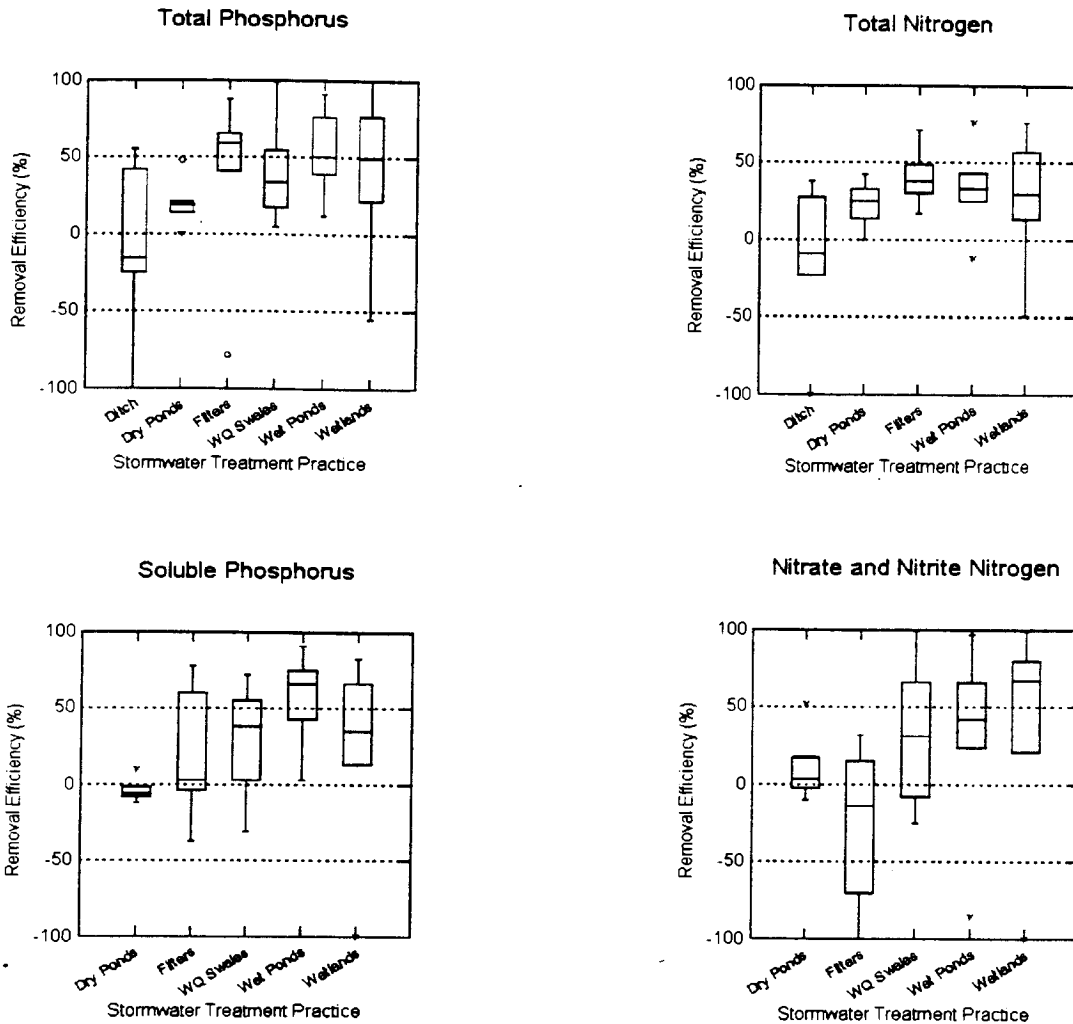 Total Phosphorus
Removal Efficiency (%)
100
50
0
-50
-100
Ditch
Dry Ponds
Filters
WQ Swales
Wet Ponds
Wetlands
Stormwater Treatment Practice
Total Nitrogen
Removal Efficiency (%)
100
50
0
-50
-100
Ditch
Dry Ponds
Filters
Wet Ponds
Wetlands
Stormwater Treatment Practice
Soluble Phosphorus
Removal Efficiency (%)
100
50
0
-50
-100
Dry Ponds
Filters
WQ Swales
Wet Ponds
Wetlands
Stormwater Treatment Practice
Nitrate and Nitrite Nitrogen
Removal Efficiency (%)
100
50
0
-50
-100
Dry Ponds
Filters
WQ Swales
Wet Ponds
Wetlands
Stormwater Treatment Practice